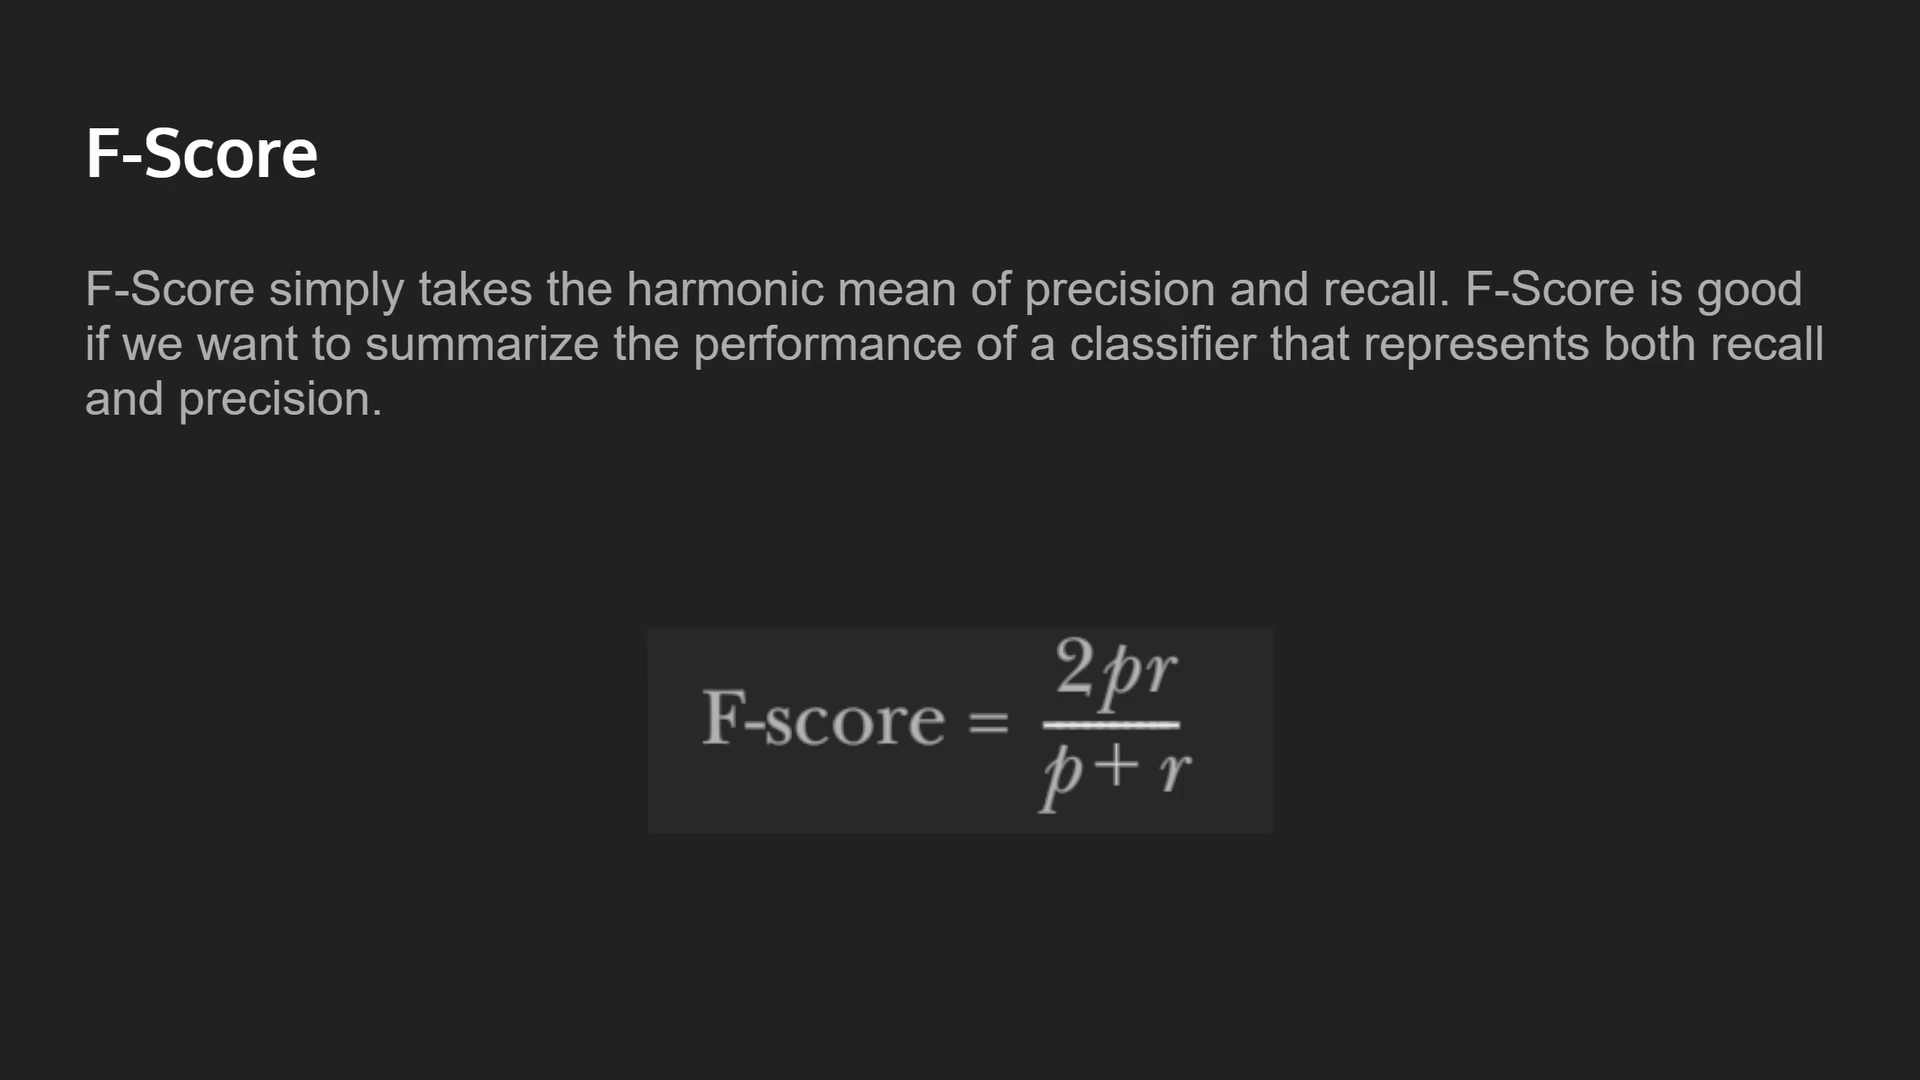 F-Score
F-Score simply takes the harmonic mean of precision and recall. F-Score is good
if we want to summarize the performance of a classifier that represents both recall
and precision.
F-score = 2pr / p + r